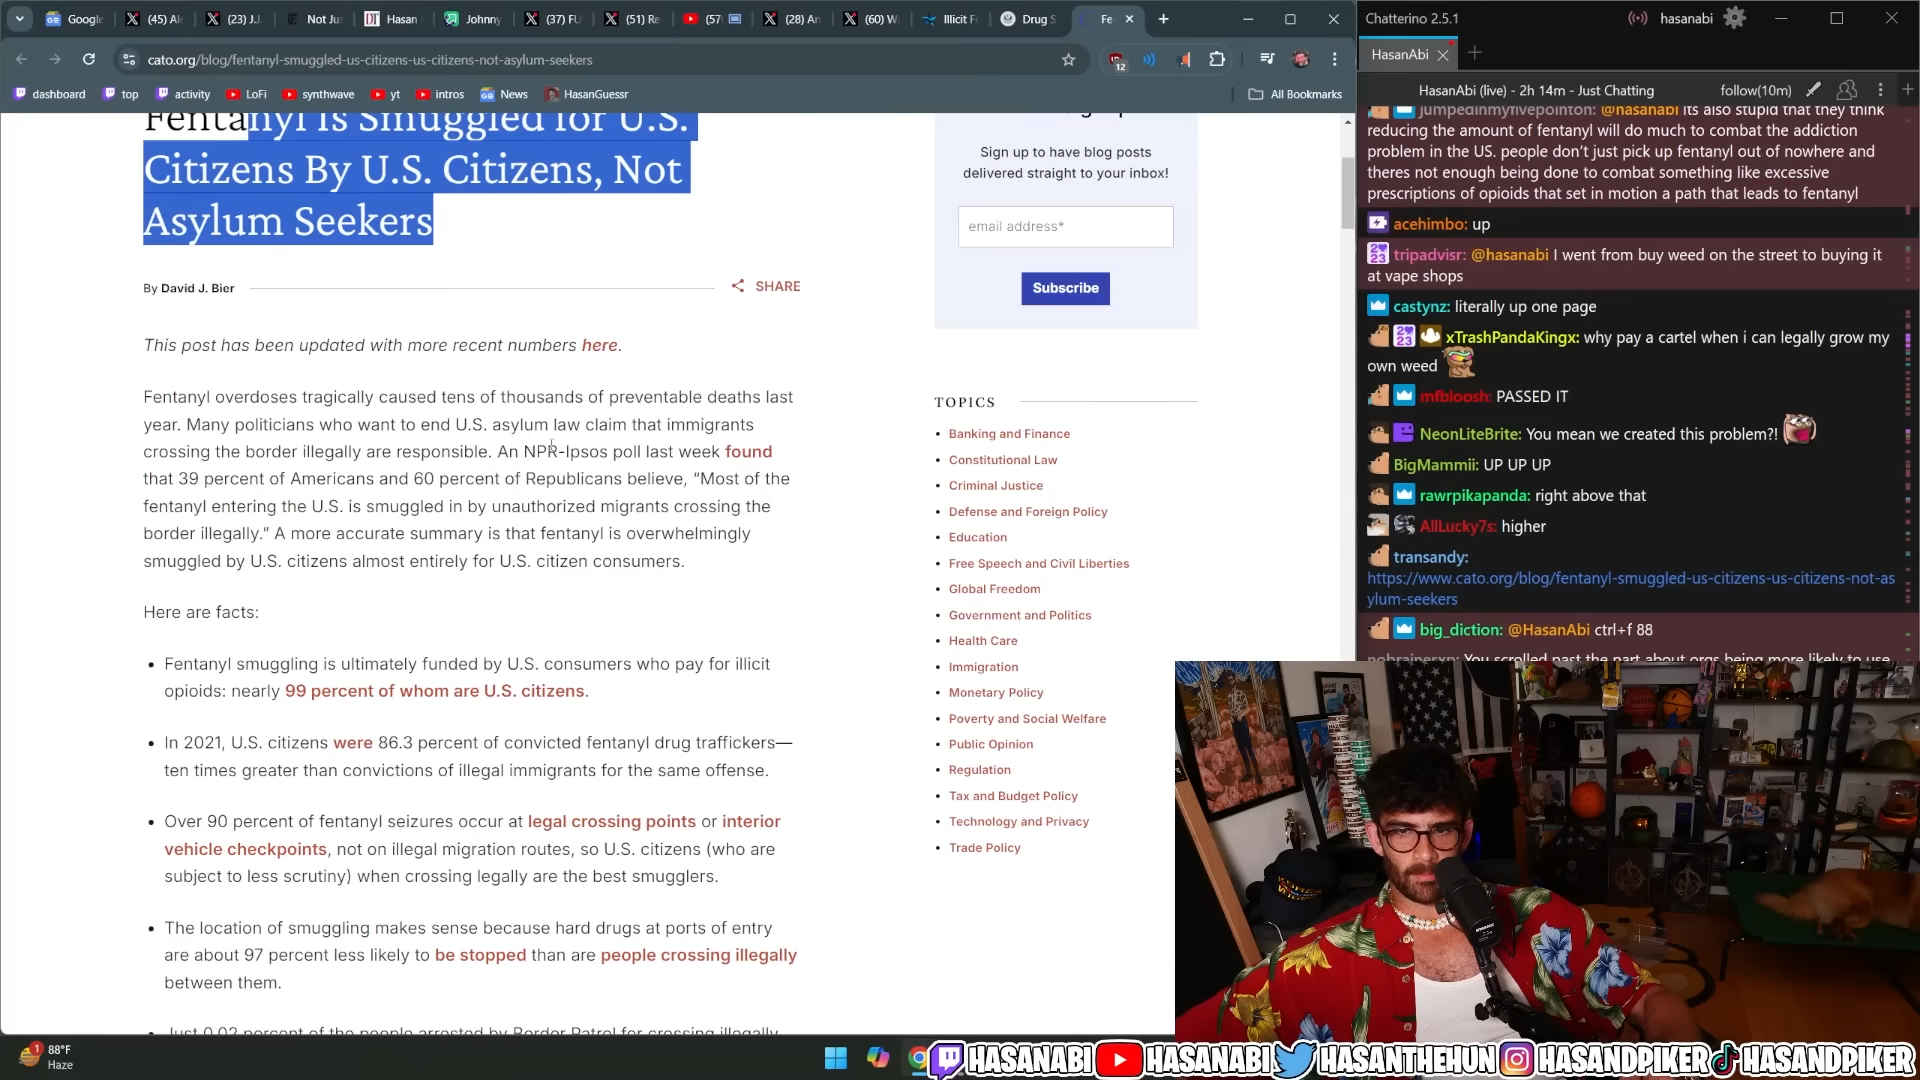 Google
(45) Al
(23) J.J.
Not Ju
Hasan
Johnny
(37) FU
(51) Re
(57)
(28) An
(60) W
Illicit F
Drug S
Fe
cato.org/blog/fentanyl-smuggled-us-citizens-us-citizens-not-asylum-seekers
12
dashboard
top
activity
LoFi
synthwave
yt
intros
News
HasanGuessr
All Bookmarks
Fentanyl Is Smuggled for U.S.
Citizens By U.S. Citizens, Not
Asylum Seekers
By David J. Bier
SHARE
This post has been updated with more recent numbers here.
Fentanyl overdoses tragically caused tens of thousands of preventable deaths last
year. Many politicians who want to end U.S. asylum law claim that immigrants
crossing the border illegally are responsible. An NPR-Ipsos poll last week found
that 39 percent of Americans and 60 percent of Republicans believe, “Most of the
fentanyl entering the U.S. is smuggled in by unauthorized migrants crossing the
border illegally.” A more accurate summary is that fentanyl is overwhelmingly
smuggled by U.S. citizens almost entirely for U.S. citizen consumers.
Here are facts:
• Fentanyl smuggling is ultimately funded by U.S. consumers who pay for illicit
opioids: nearly 99 percent of whom are U.S. citizens.
• In 2021, U.S. citizens were 86.3 percent of convicted fentanyl drug traffickers—
ten times greater than convictions of illegal immigrants for the same offense.
• Over 90 percent of fentanyl seizures occur at legal crossing points or interior
vehicle checkpoints, not on illegal migration routes, so U.S. citizens (who are
subject to less scrutiny) when crossing legally are the best smugglers.
• The location of smuggling makes sense because hard drugs at ports of entry
are about 97 percent less likely to be stopped than are people crossing illegally
between them.
• Just 0.02 percent of the people arrested by Border Patrol for crossing illegally
Sign up to have blog posts
delivered straight to your inbox!
email address*
Subscribe
TOPICS
• Banking and Finance
• Constitutional Law
• Criminal Justice
• Defense and Foreign Policy
• Education
• Free Speech and Civil Liberties
• Global Freedom
• Government and Politics
• Health Care
• Immigration
• Monetary Policy
• Poverty and Social Welfare
• Public Opinion
• Regulation
• Tax and Budget Policy
• Technology and Privacy
• Trade Policy
Chatterino 2.5.1
hasanabi
HasanAbi
HasanAbi (live) - 2h 14m - Just Chatting
follow(10m)
jumpedinmyfivepointoh: @hasanabi its also stupid that they think
reducing the amount of fentanyl will do much to combat the addiction
problem in the US. people don’t just pick up fentanyl out of nowhere and
theres not enough being done to combat something like excessive
prescriptions of opioids that set in motion a path that leads to fentanyl
acehimbo: up
tripadvisr: @hasanabi I went from buy weed on the street to buying it
at vape shops
castynz: literally up one page
xTrashPandaKingx: why pay a cartel when i can legally grow my
own weed
mfbloosh: PASSED IT
NeonLiteBrite: You mean we created this problem?!
BigMammii: UP UP UP
rawrpikapanda: right above that
AllLucky7s: higher
transandy:
https://www.cato.org/blog/fentanyl-smuggled-us-citizens-us-citizens-not-as
ylum-seekers
big_diction: @HasanAbi ctrl+f 88
nobrainerxp: You scrolled past the part about orgs being more likely to use
1
88°F
Haze
HASANABI HASANABI HASANTHEHUN HASANDPIKER HASANDPIKER